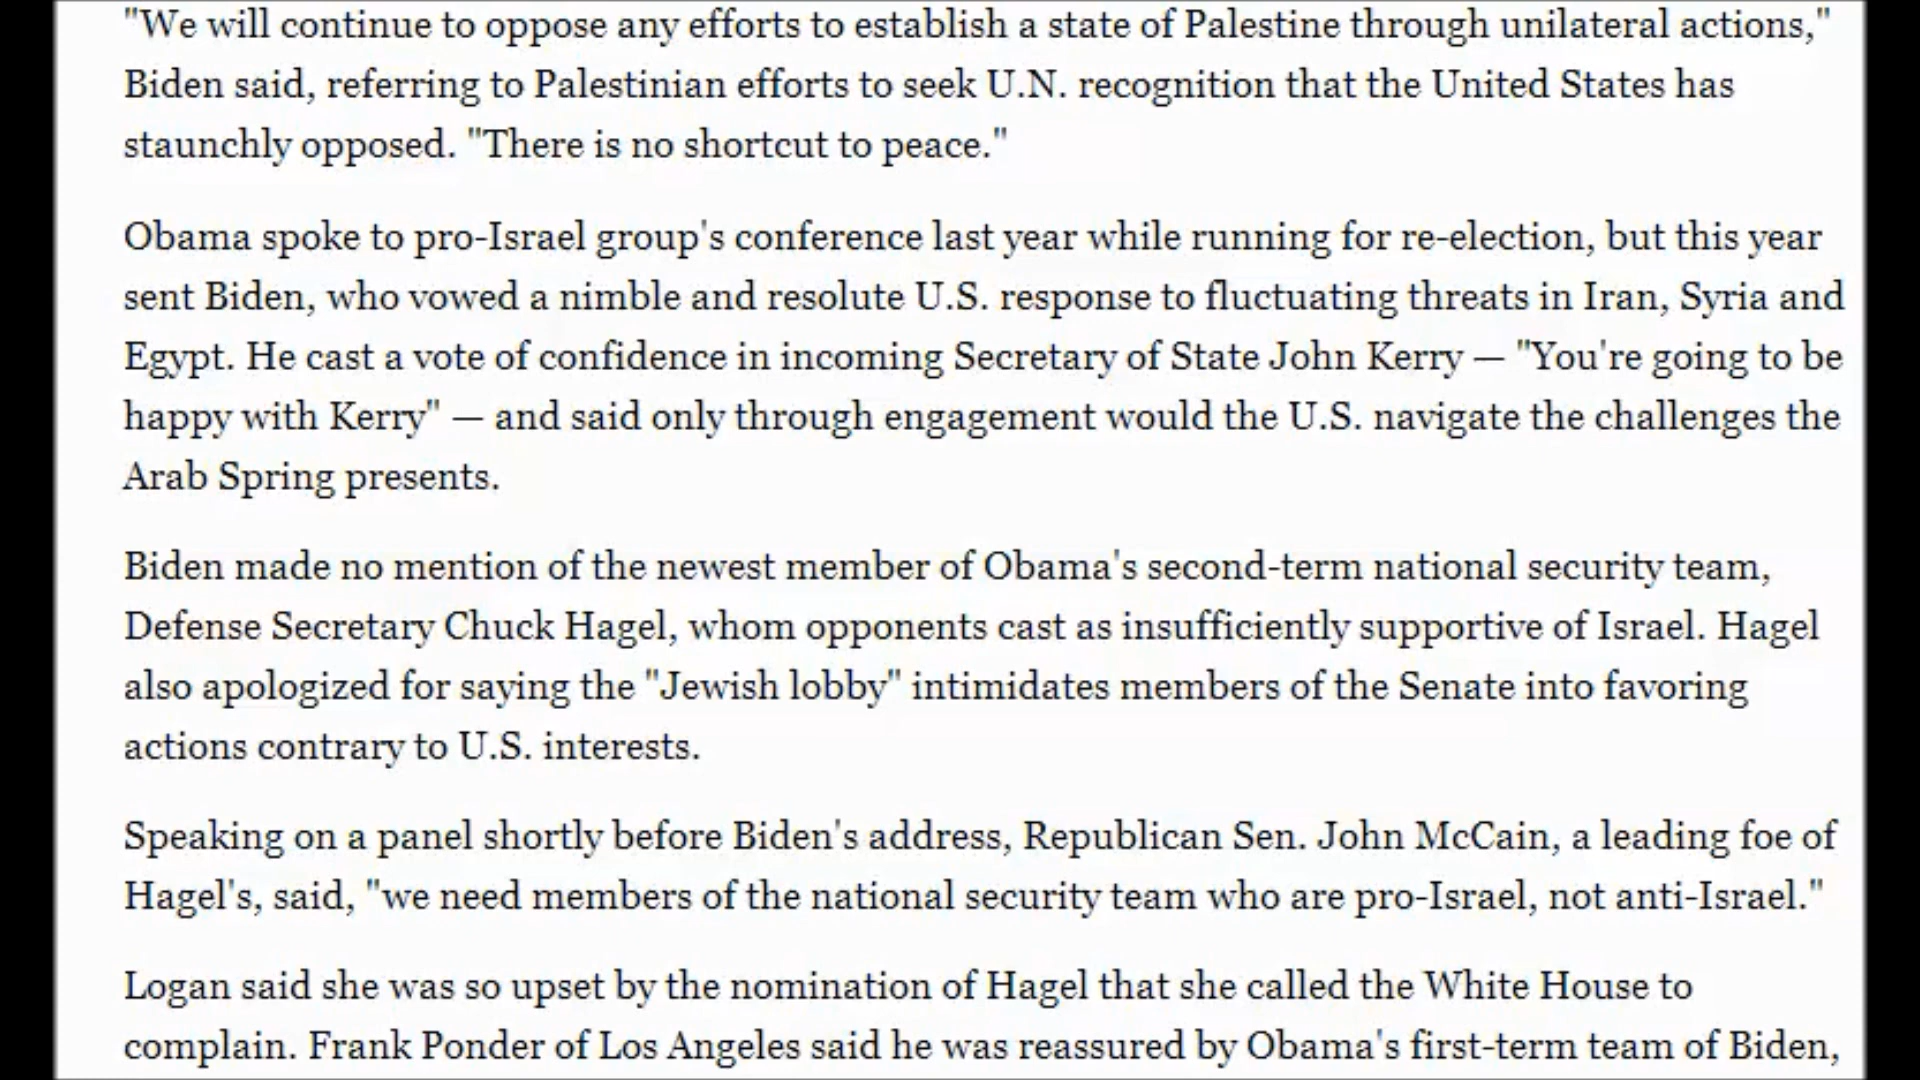 "We will continue to oppose any efforts to establish a state of Palestine through unilateral actions,"
Biden said, referring to Palestinian efforts to seek U.N. recognition that the United States has
staunchly opposed. "There is no shortcut to peace."
Obama spoke to pro-Israel group's conference last year while running for re-election, but this year
sent Biden, who vowed a nimble and resolute U.S. response to fluctuating threats in Iran, Syria and
Egypt. He cast a vote of confidence in incoming Secretary of State John Kerry — "You're going to be
happy with Kerry" — and said only through engagement would the U.S. navigate the challenges the
Arab Spring presents.
Biden made no mention of the newest member of Obama's second-term national security team,
Defense Secretary Chuck Hagel, whom opponents cast as insufficiently supportive of Israel. Hagel
also apologized for saying the "Jewish lobby" intimidates members of the Senate into favoring
actions contrary to U.S. interests.
Speaking on a panel shortly before Biden's address, Republican Sen. John McCain, a leading foe of
Hagel's, said, "we need members of the national security team who are pro-Israel, not anti-Israel."
Logan said she was so upset by the nomination of Hagel that she called the White House to
complain. Frank Ponder of Los Angeles said he was reassured by Obama's first-term team of Biden,